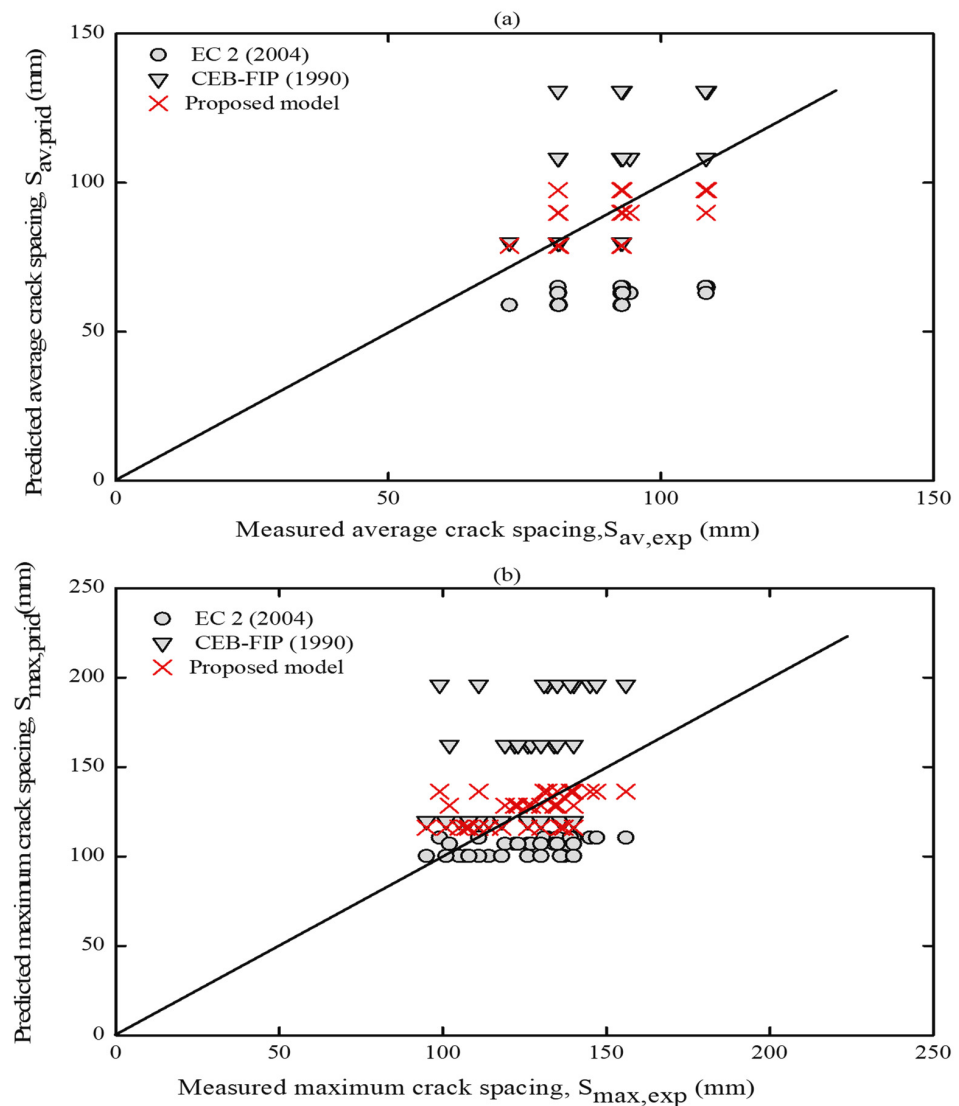 (a)
150
EC 2 (2004)
CEB-FIP (1990)
Proposed model
100
50
0
Predicted average crack spacing, Sav.prid(mm)
0 50 100 150
Measured average crack spacing,Sav,exp (mm)
(b)
250
EC 2 (2004)
CEB-FIP (1990)
Proposed model
200
150
100
50
0
Predicted maximum crack spacing, Smax,prid(mm)
0 50 100 150 200 250
Measured maximum crack spacing, Smax,exp (mm)